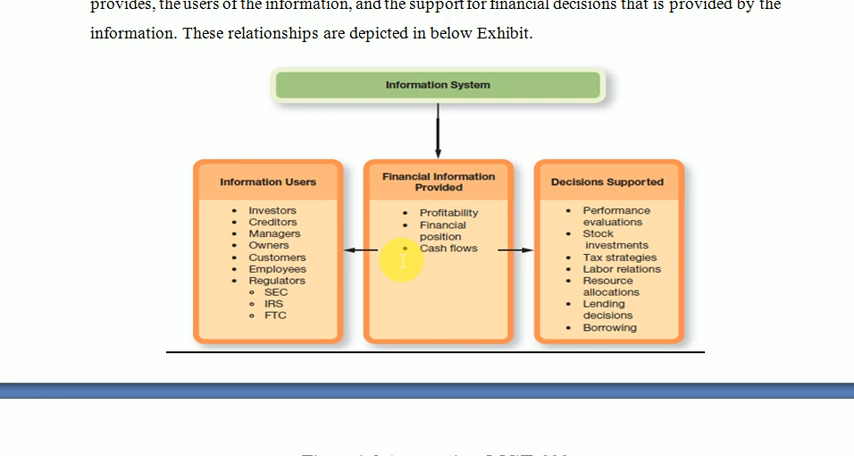 provides, the users of the information, and the support for financial decisions that is provided by the
information. These relationships are depicted in below Exhibit.
Information System
Information Users
• Investors
• Creditors
• Managers
• Owners
• Customers
• Employees
• Regulators
o SEC
o IRS
o FTC
Financial Information
Provided
• Profitability
• Financial
position
• Cash flows
Decisions Supported
• Performance
evaluations
• Stock
investments
• Tax strategies
• Labor relations
• Resource
allocations
• Lending
decisions
• Borrowing